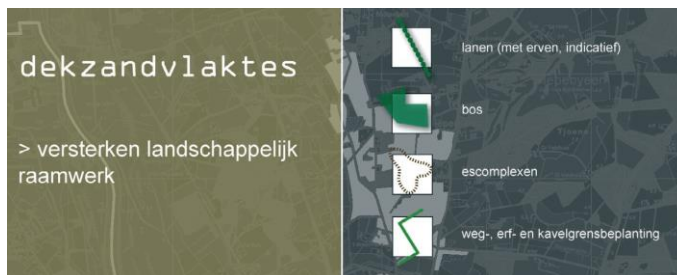 dekzandvlaktes
> versterken landschappelijk
raamwerk
lanen (met erven, indicatief)
bos
escomplexen
weg-, erf- en kavelgrensbeplanting